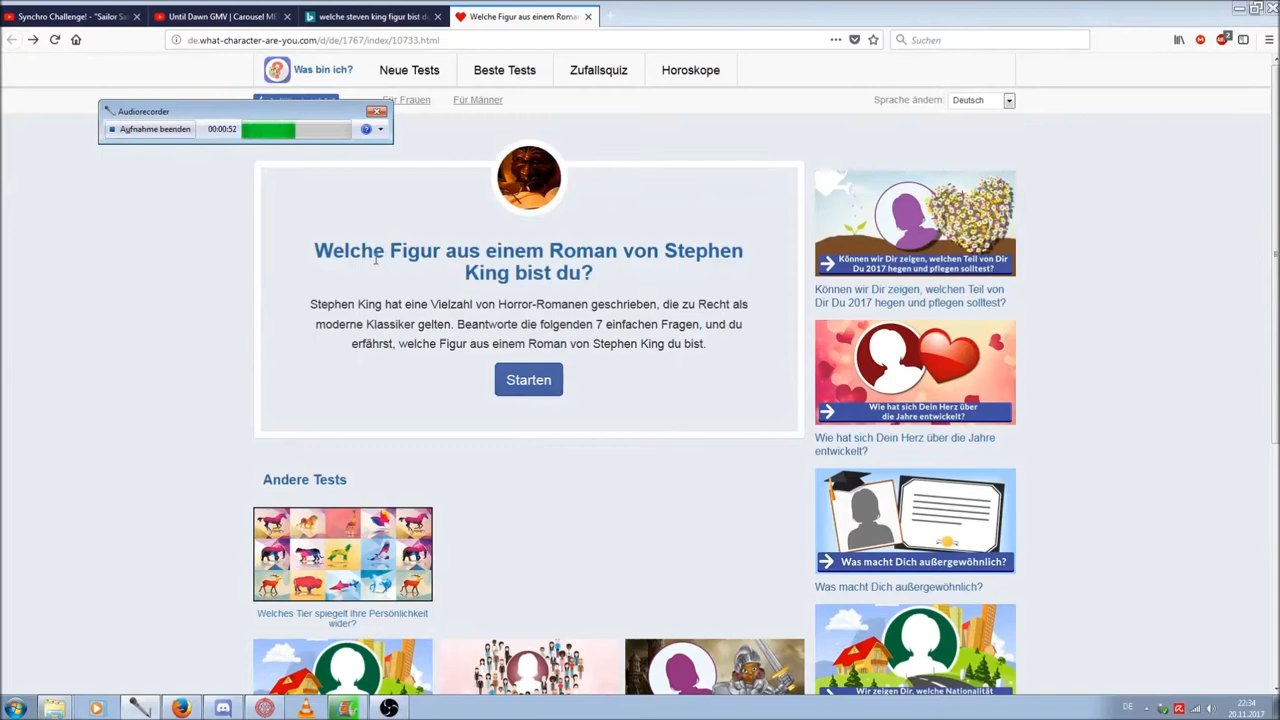 Synchro Challenge! - "Sailor Sa
Until Dawn GMV | Carousel ME
welche steven king figur bist d
Welche Figur aus einem Roma
de.what-character-are-you.com/d/de/1767/index/10733.html
Suchen
Was bin ich?
Neue Tests
Beste Tests
Zufallsquiz
Horoskope
Für Frauen
Für Männer
Sprache ändern:
Deutsch
Audiorecorder
Aufnahme beenden
00:00:52
Welche Figur aus einem Roman von Stephen
King bist du?
Stephen King hat eine Vielzahl von Horror-Romanen geschrieben, die zu Recht als
moderne Klassiker gelten. Beantworte die folgenden 7 einfachen Fragen, und du
erfährst, welche Figur aus einem Roman von Stephen King du bist.
Starten
Andere Tests
Welches Tier spiegelt Ihre Persönlichkeit
wider?
Können wir Dir zeigen, welchen Teil von
Dir Du 2017 hegen und pflegen solltest?
Können wir Dir zeigen, welchen Teil von
Dir Du 2017 hegen und pflegen solltest?
Wie hat sich Dein Herz
über die Jahre entwickelt?
Wie hat sich Dein Herz über die Jahre
entwickelt?
Was macht Dich außergewöhnlich?
Was macht Dich außergewöhnlich?
Wir zeigen Dir, welche Nationalität
DE
22:34
20.11.2017